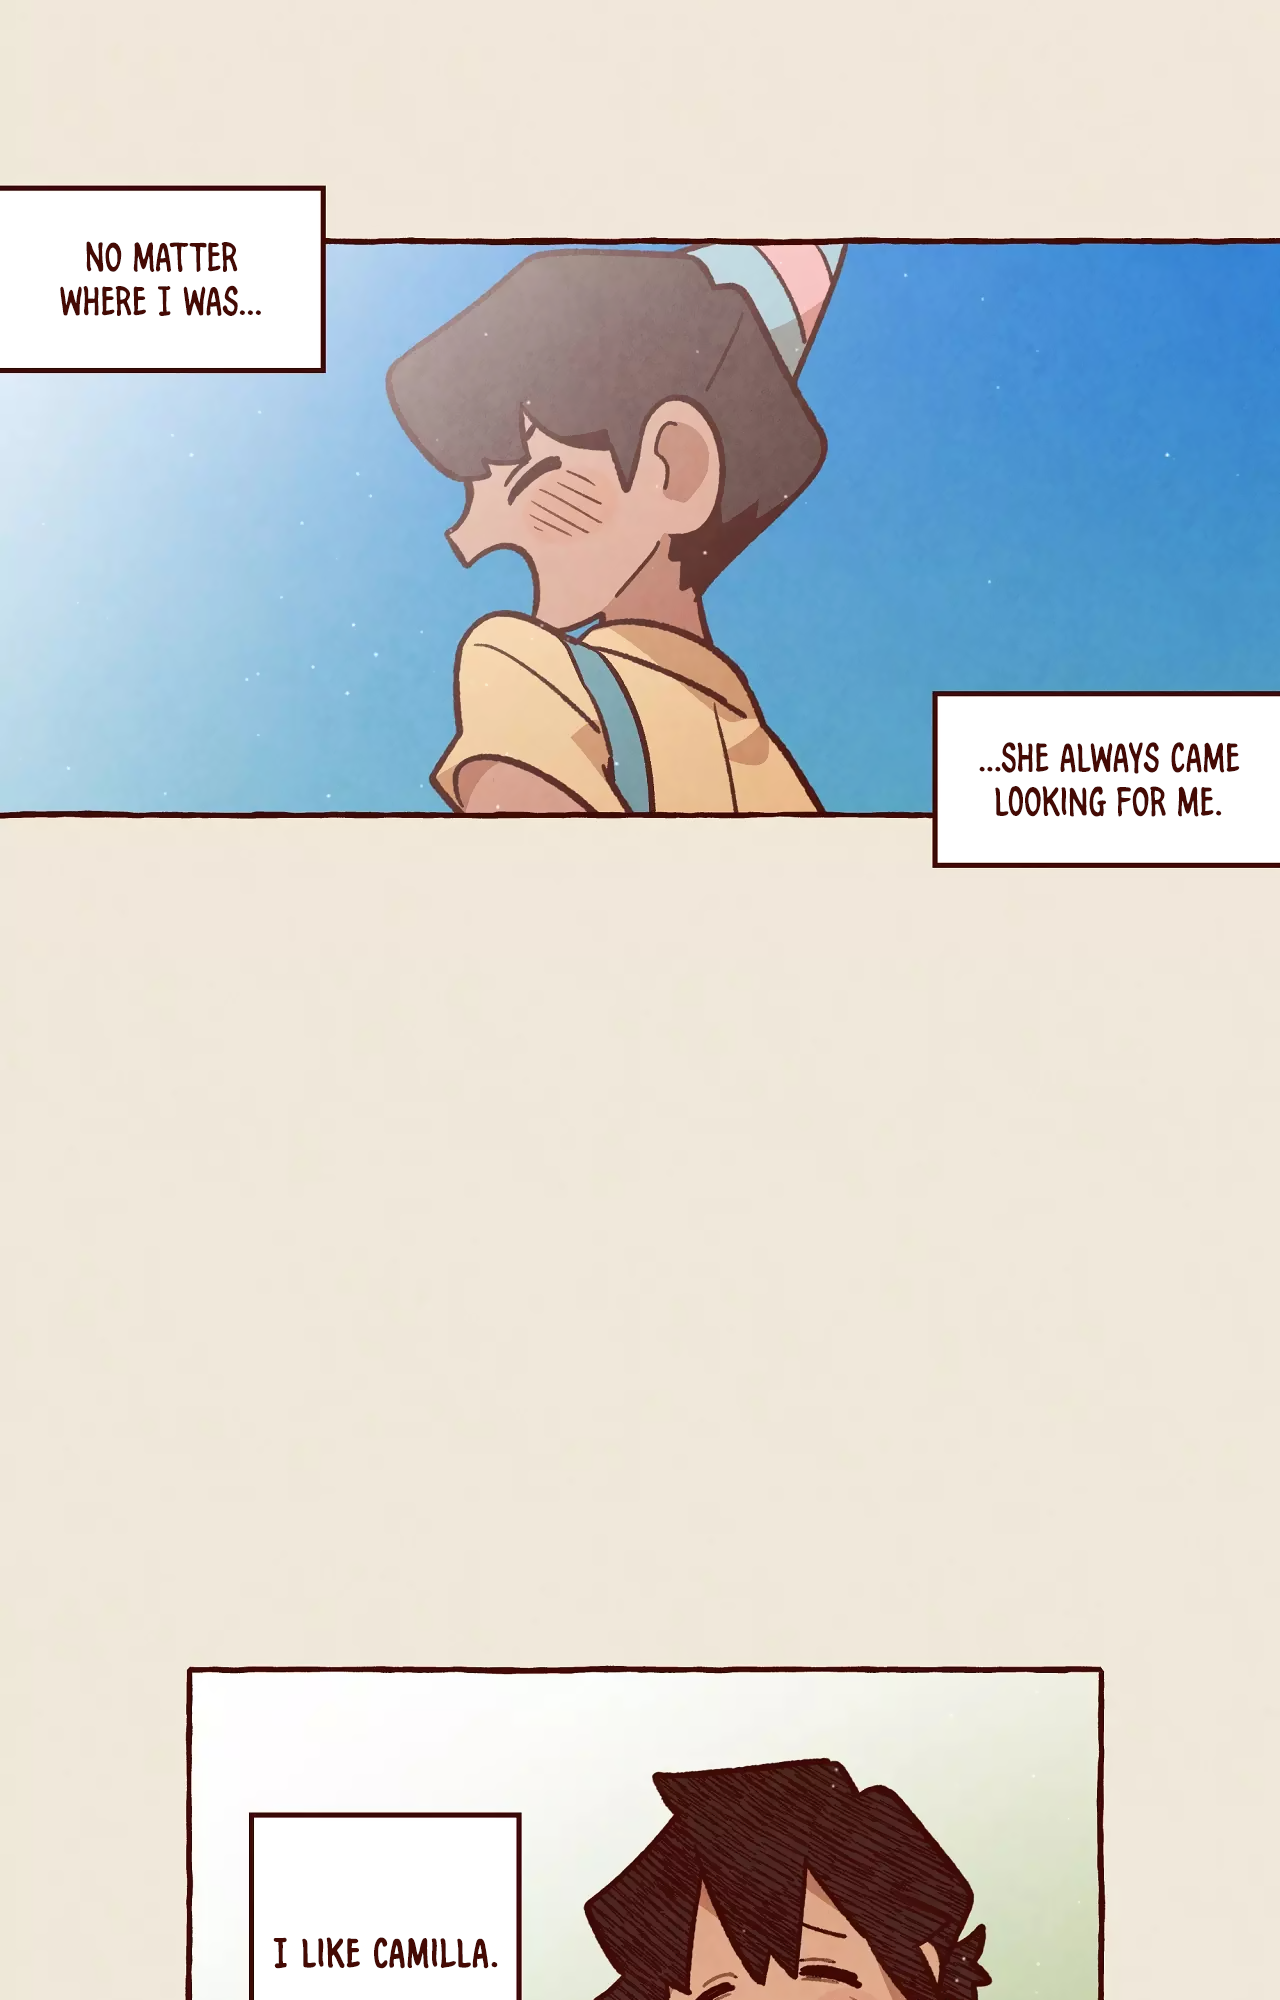 NO MATTER
WHERE I WAS...
...SHE ALWAYS CAME
LOOKING FOR ME.
I LIKE CAMILLA.